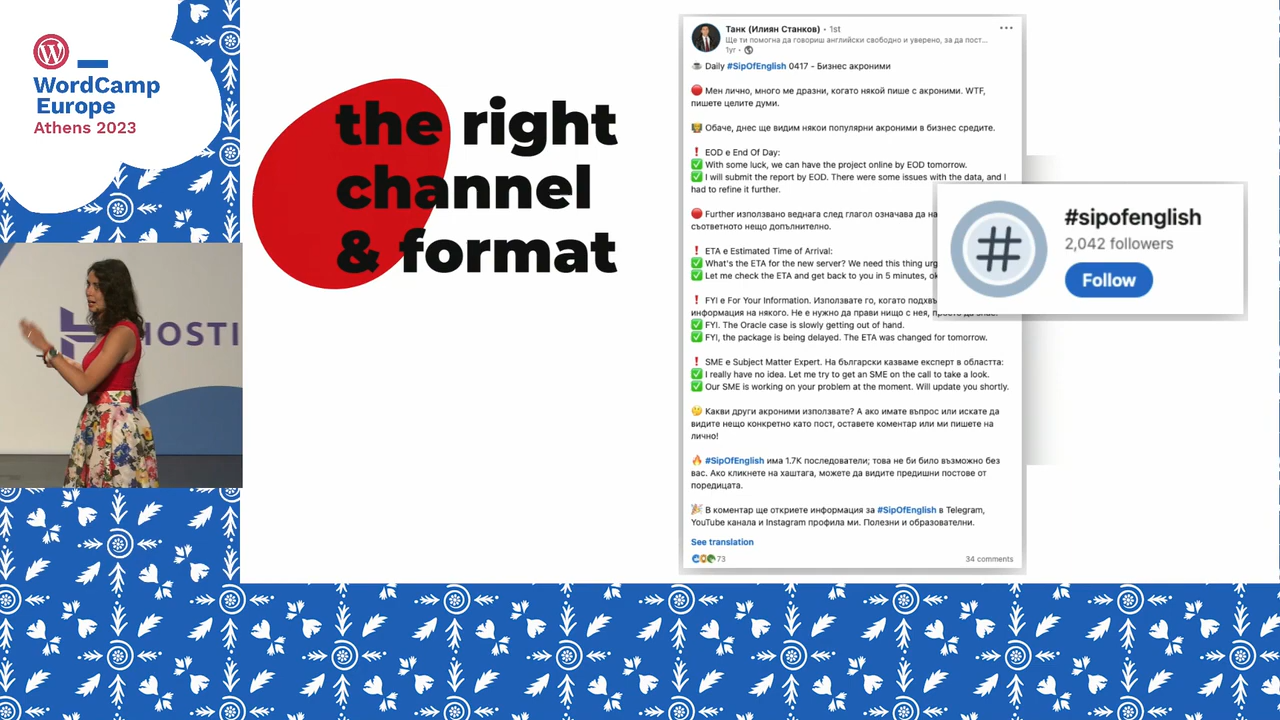 WordCamp
Europe
Athens 2023
HOSTI
the right
channel
& format
Танк (Илиян Станков) • 1st
Ще ти помогна да говориш английски свободно и уверено, за да пост...
1yr •
Daily #SipOfEnglish 0417 - Бизнес акроними
Мен лично, много ме дразни, когато някой пише с акроними. WTF,
пишете целите думи.
Обаче, днес ще видим някои популярни акроними в бизнес средите.
EOD е End Of Day:
With some luck, we can have the project online by EOD tomorrow.
I will submit the report by EOD. There were some issues with the data, and I
had to refine it further.
Further използвано веднага след глагол означава да на
съответното нещо допълнително.
ETA е Estimated Time of Arrival:
What's the ETA for the new server? We need this thing urg
Let me check the ETA and get back to you in 5 minutes, ok
FYI е For Your Information. Използвате го, когато подхвъ
информация на някого. Не е нужно да прави нищо с нея, просто да знае.
FYI. The Oracle case is slowly getting out of hand.
FYI, the package is being delayed. The ETA was changed for tomorrow.
SME е Subject Matter Expert. На български казваме експерт в областта:
I really have no idea. Let me try to get an SME on the call to take a look.
Our SME is working on your problem at the moment. Will update you shortly.
Какви други акроними използвате? А ако имате въпрос или искате да
видите нещо конкретно като пост, оставете коментар или ми пишете на
лично!
#SipOfEnglish има 1.7K последователи; това не би било възможно без
вас. Ако кликнете на хаштага, можете да видите предишни постове от
поредицата.
В коментар ще откриете информация за #SipOfEnglish в Telegram,
YouTube канала и Instagram профила ми. Полезни и образователни.
See translation
73
34 comments
#sipofenglish
2,042 followers
Follow